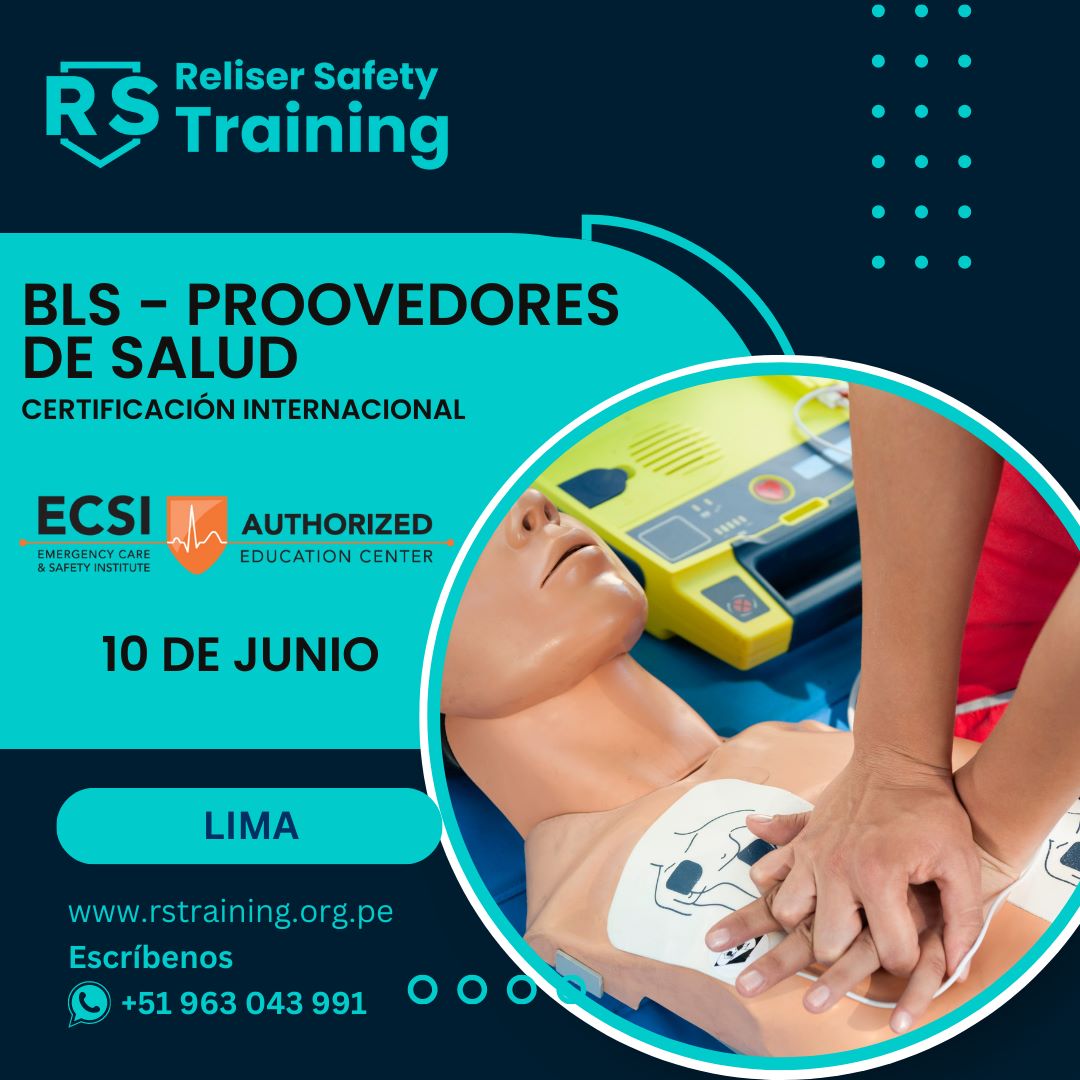 RS
Reliser Safety
Training
BLS - PROOVEDORES
DE SALUD
CERTIFICACIÓN INTERNACIONAL
ECSI
EMERGENCY CARE
& SAFETY INSTITUTE
AUTHORIZED
EDUCATION CENTER
10 DE JUNIO
LIMA
www.rstraining.org.pe
Escríbenos
+51 963 043 991